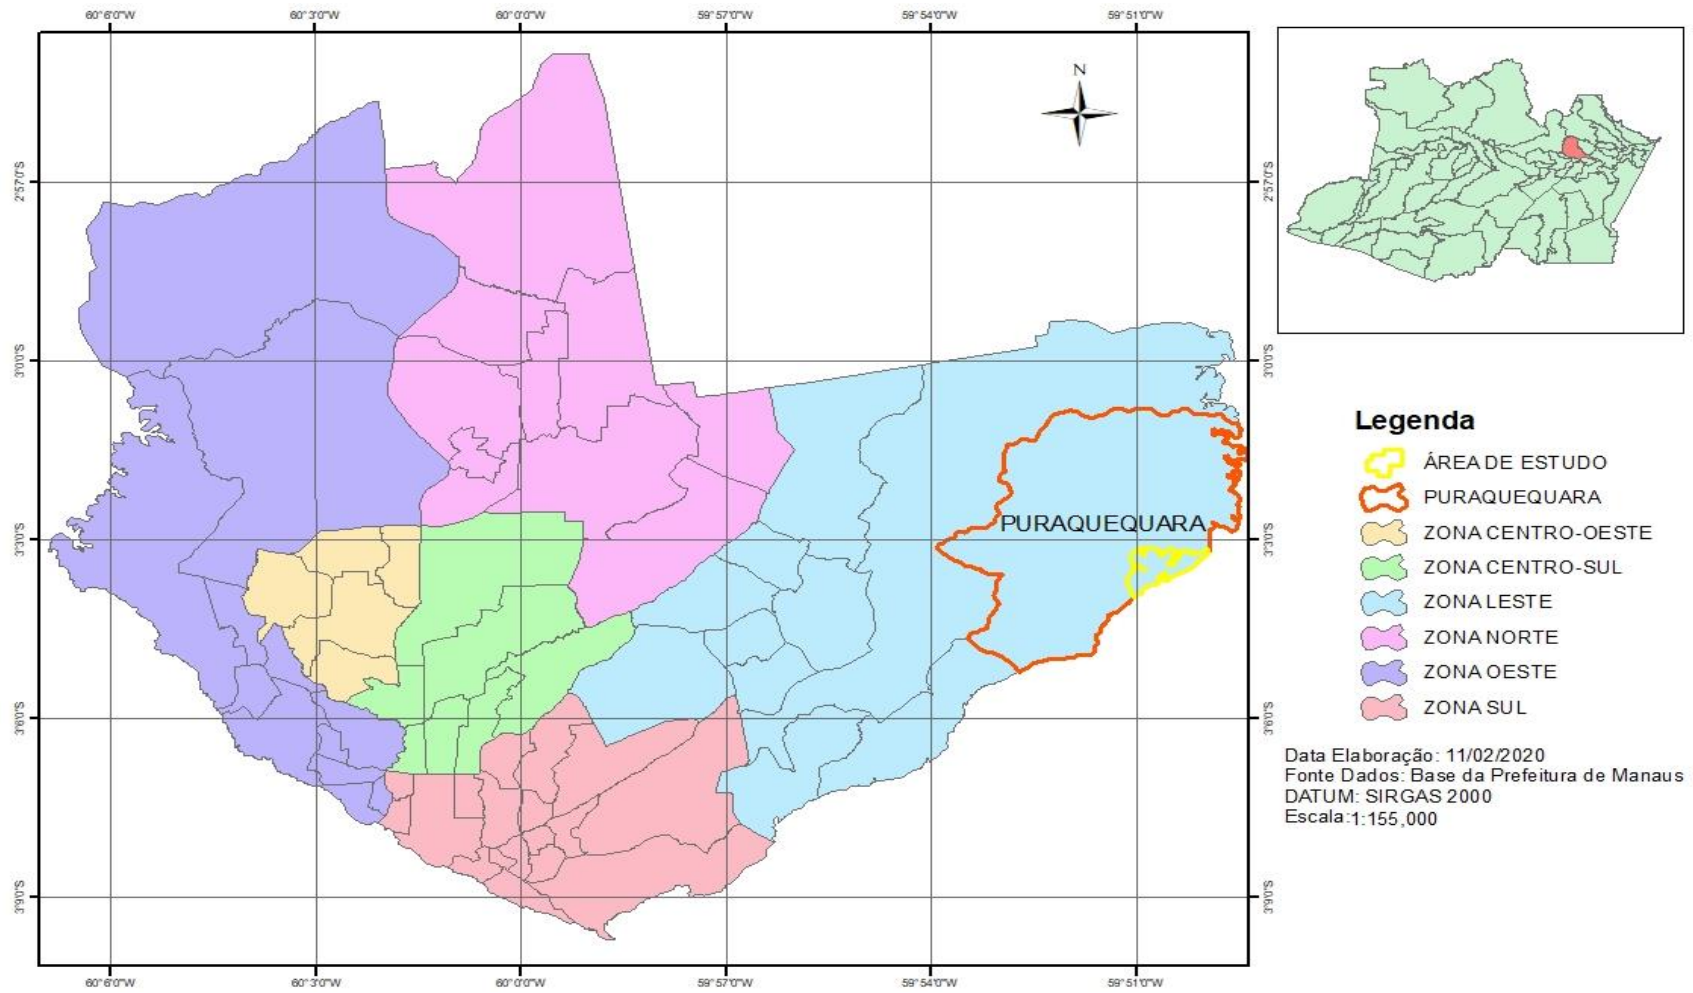 60°6'0"W 60°3'0"W 60°0'0"W 59°57'0"W 59°54'0"W 59°51'0"W
N
2°57'0"S 2°57'0"S
3°0'0"S 3°0'0"S
3°3'0"S 3°3'0"S
3°6'0"S 3°6'0"S
3°9'0"S 3°9'0"S
PURAQUEQUARA
60°6'0"W 60°3'0"W 60°0'0"W 59°57'0"W 59°54'0"W 59°51'0"W
Legenda
ÁREA DE ESTUDO
PURAQUEQUARA
ZONA CENTRO-OESTE
ZONA CENTRO-SUL
ZONA LESTE
ZONA NORTE
ZONA OESTE
ZONA SUL
Data Elaboração: 11/02/2020
Fonte Dados: Base da Prefeitura de Manaus
DATUM: SIRGAS 2000
Escala:1:155,000